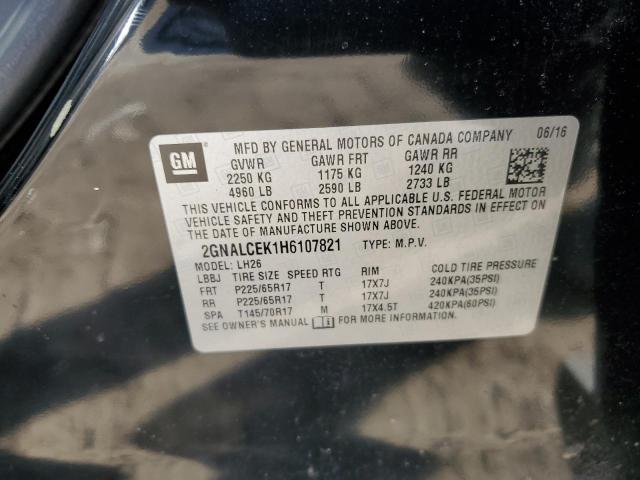 MFD BY GENERAL MOTORS OF CANADA COMPANY 06/16
GM
GVWR GAWR FRT GAWR RR
2250 KG 1175 KG 1240 KG
4960 LB 2590 LB 2733 LB
THIS VEHICLE CONFORMS TO ALL APPLICABLE U.S. FEDERAL MOTOR
VEHICLE SAFETY AND THEFT PREVENTION STANDARDS IN EFFECT ON
THE DATE OF MANUFACTURE SHOWN ABOVE.
2GNALCEK1H6107821 TYPE: M.P.V.
MODEL: LH26
LBBJ TIRE SIZE SPEED RTG RIM COLD TIRE PRESSURE
FRT P225/65R17 T 17X7J 240KPA(35PSI)
RR P225/65R17 T 17X7J 240KPA(35PSI)
SPA T145/70R17 M 17X4.5T 420KPA(60PSI)
SEE OWNER'S MANUAL FOR MORE INFORMATION